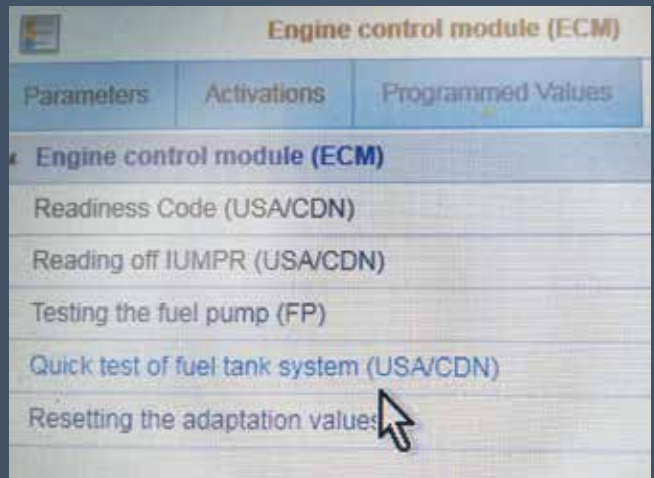 Engine control module (ECM)
Parameters Activations Programmed Values
Engine control module (ECM)
Readiness Code (USA/CDN)
Reading off IUMPR (USA/CDN)
Testing the fuel pump (FP)
Quick test of fuel tank system (USA/CDN)
Resetting the adaptation values